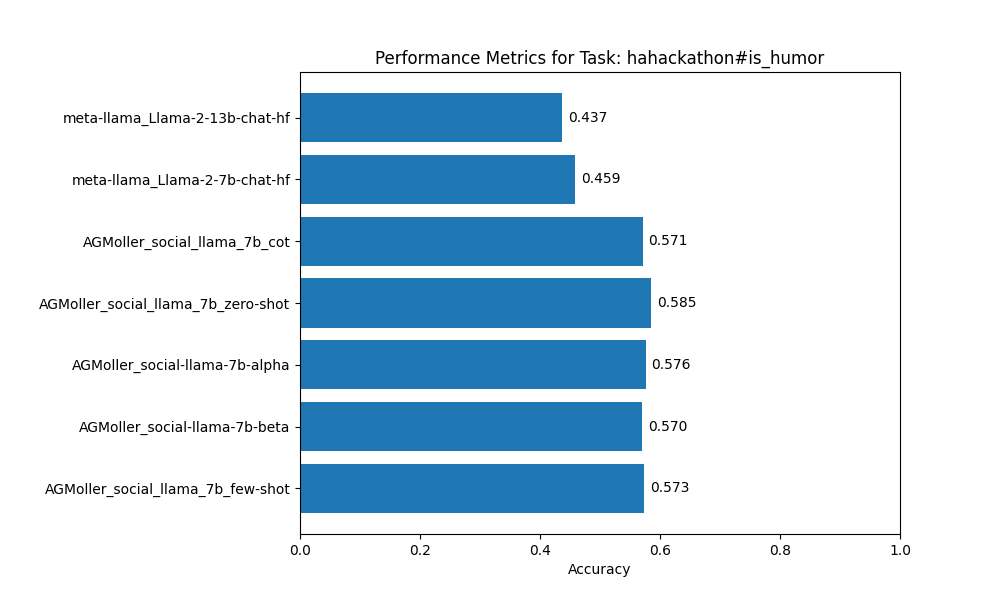 Performance Metrics for Task: hahackathon#is_humor
meta-llama_Llama-2-13b-chat-hf
0.437
meta-llama_Llama-2-7b-chat-hf
0.459
AGMoller_social_llama_7b_cot
0.571
AGMoller_social_llama_7b_zero-shot
0.585
AGMoller_social-llama-7b-alpha
0.576
AGMoller_social-llama-7b-beta
0.570
AGMoller_social_llama_7b_few-shot
0.573
0.0 0.2 0.4 0.6 0.8 1.0
Accuracy